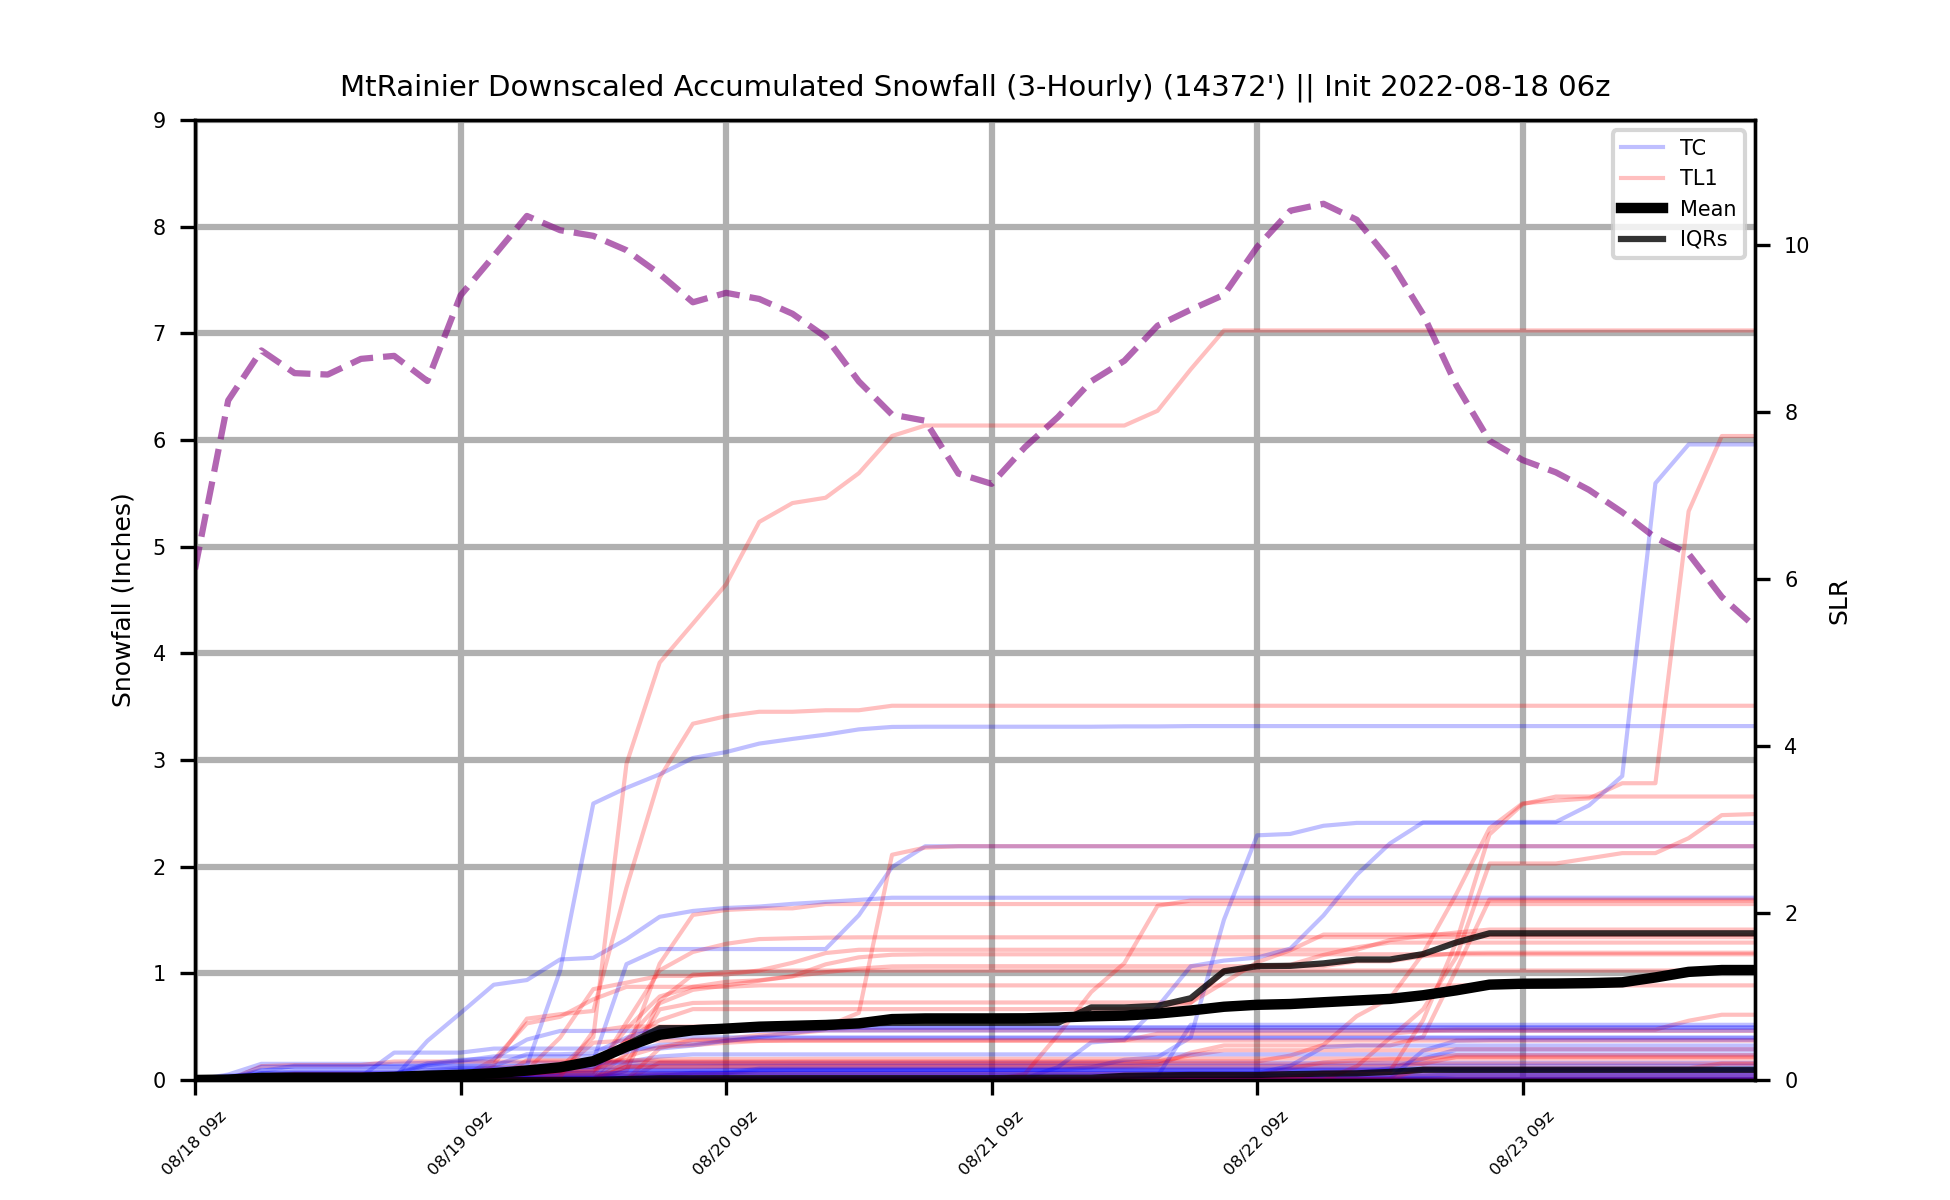 MtRainier Downscaled Accumulated Snowfall (3-Hourly) (14372') || Init 2022-08-18 06z
TC
TL1
Mean
IQRs
Snowfall (Inches)
9
8
7
6
5
4
3
2
1
0
SLR
10
8
6
4
2
0
08/18 09z
08/19 09z
08/20 09z
08/21 09z
08/22 09z
08/23 09z